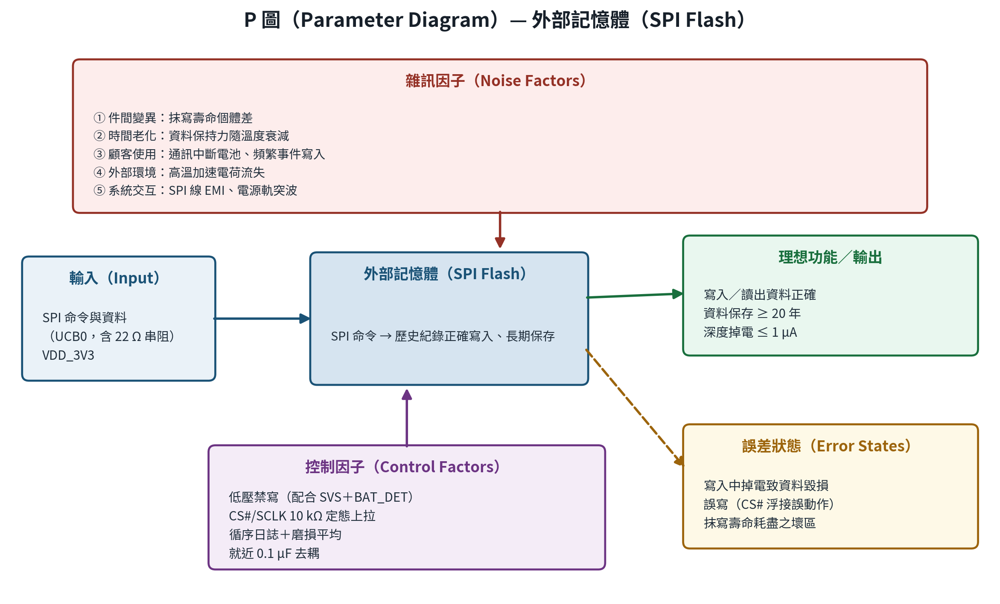 P 圖（Parameter Diagram）— 外部記憶體（SPI Flash）
雜訊因子（Noise Factors）
① 件間變異：抹寫壽命個體差
② 時間老化：資料保持力隨溫度衰減
③ 顧客使用：通訊中斷電池、頻繁事件寫入
④ 外部環境：高溫加速電荷流失
⑤ 系統交互：SPI 線 EMI、電源軌突波
輸入（Input）
SPI 命令與資料
（UCB0，含 22 Ω 串阻）
VDD_3V3
外部記憶體（SPI Flash）
SPI 命令 → 歷史紀錄正確寫入、長期保存
理想功能／輸出
寫入／讀出資料正確
資料保存 ≥ 20 年
深度掉電 ≤ 1 µA
控制因子（Control Factors）
低壓禁寫（配合 SVS＋BAT_DET）
CS#/SCLK 10 kΩ 定態上拉
循序日誌＋磨損平均
就近 0.1 µF 去耦
誤差狀態（Error States）
寫入中掉電致資料毀損
誤寫（CS# 浮接誤動作）
抹寫壽命耗盡之壞區